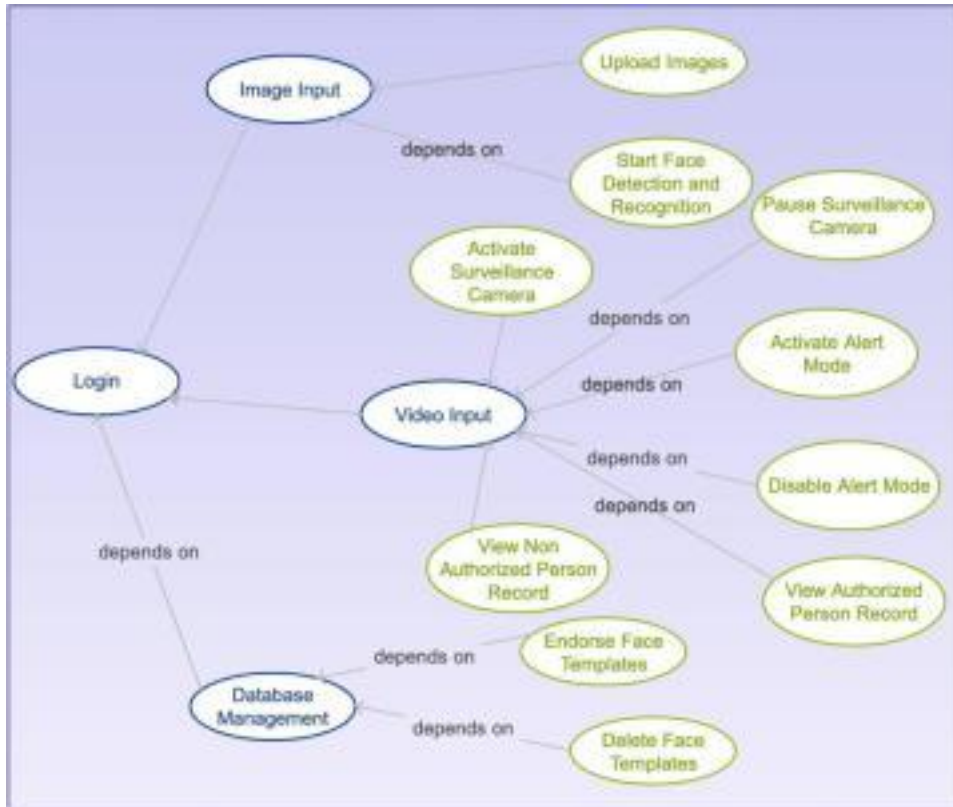 Upload Images
Image Input
depends on
Start Face
Detection and
Recognition
Pause Surveillance
Camera
Activate
Surveillance
Camera
depends on
Activate Alert
Mode
Login
depends on
Video Input
depends on
Disable Alert Mode
depends on
depends on
View Non
Authorized Person
Record
View Authorized
Person Record
Endorse Face
Templates
depends on
Database
Management
depends on
Delete Face
Templates